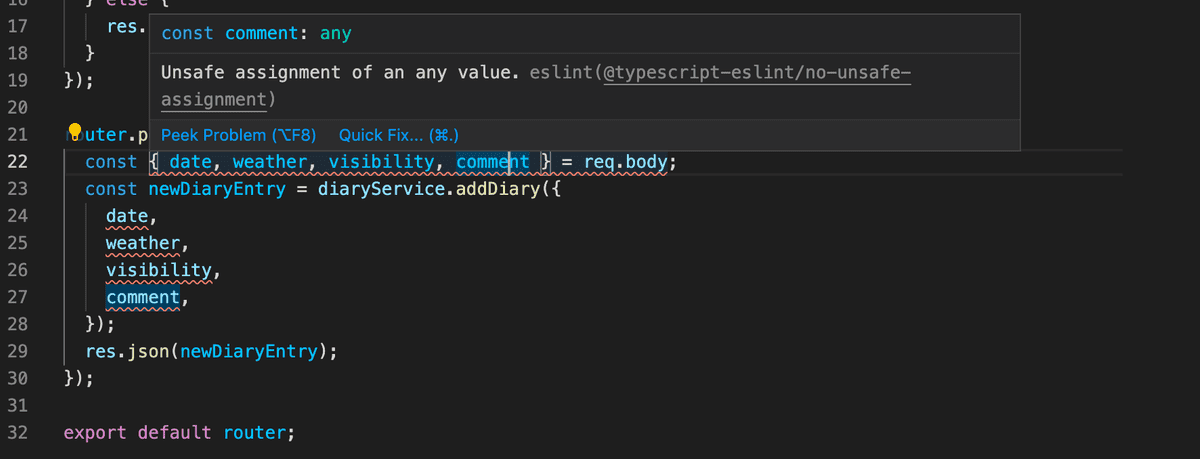 } else {
17 res.
const comment: any
18 }
Unsafe assignment of an any value. eslint(@typescript-eslint/no-unsafe-
19 });
assignment)
20
21 router.p
Peek Problem (⌥F8) Quick Fix... (⌘.)
22 const { date, weather, visibility, comment } = req.body;
23 const newDiaryEntry = diaryService.addDiary({
24 date,
25 weather,
26 visibility,
27 comment,
28 });
29 res.json(newDiaryEntry);
30 });
31
32 export default router;